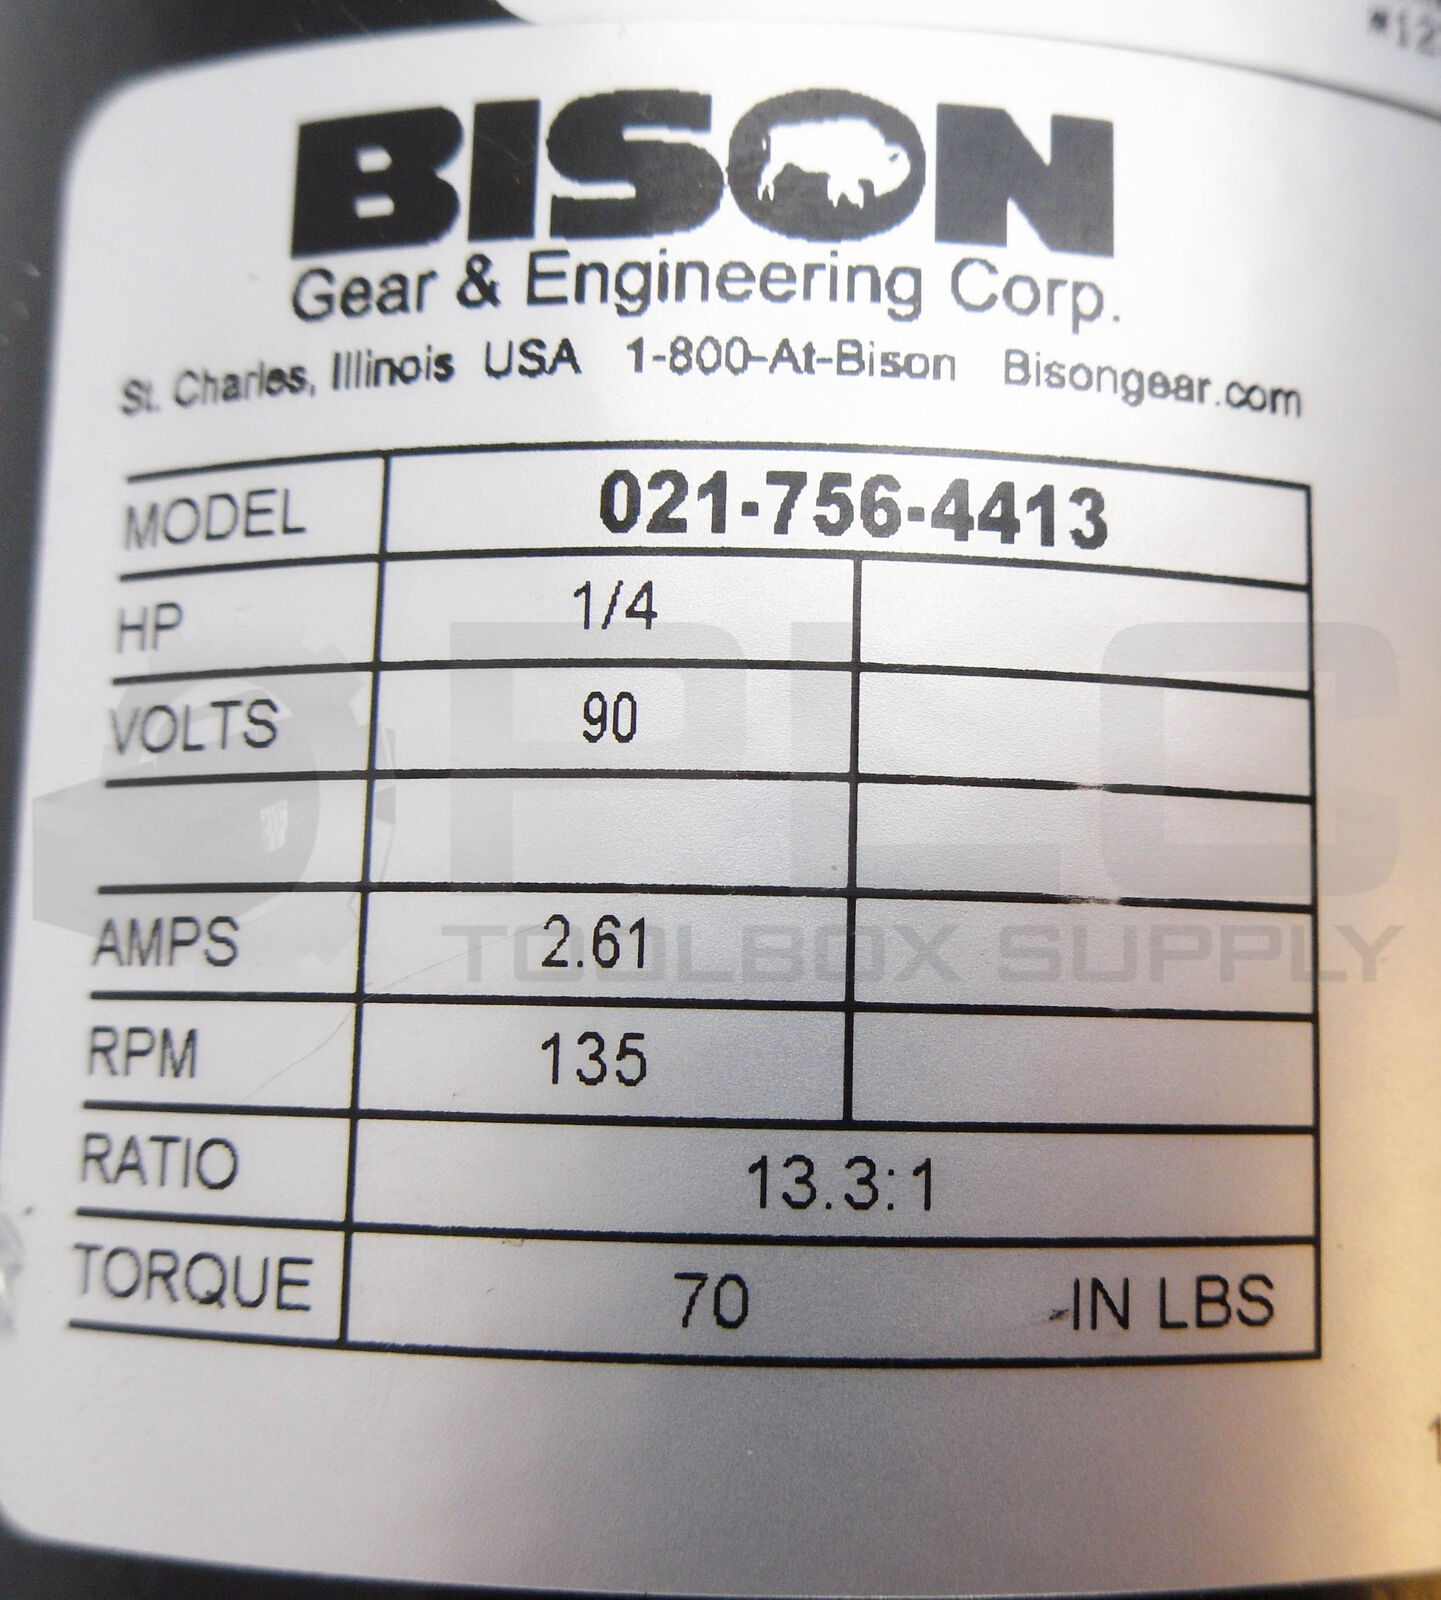 #12
BISON
Gear & Engineering Corp.
St. Charles, Illinois USA 1-800-At-Bison Bisongear.com
MODEL 021-756-4413
HP 1/4
VOLTS 90
AMPS 2.61
RPM 135
RATIO 13.3:1
TORQUE 70 IN LBS
PLC
TOOLBOX SUPPLY